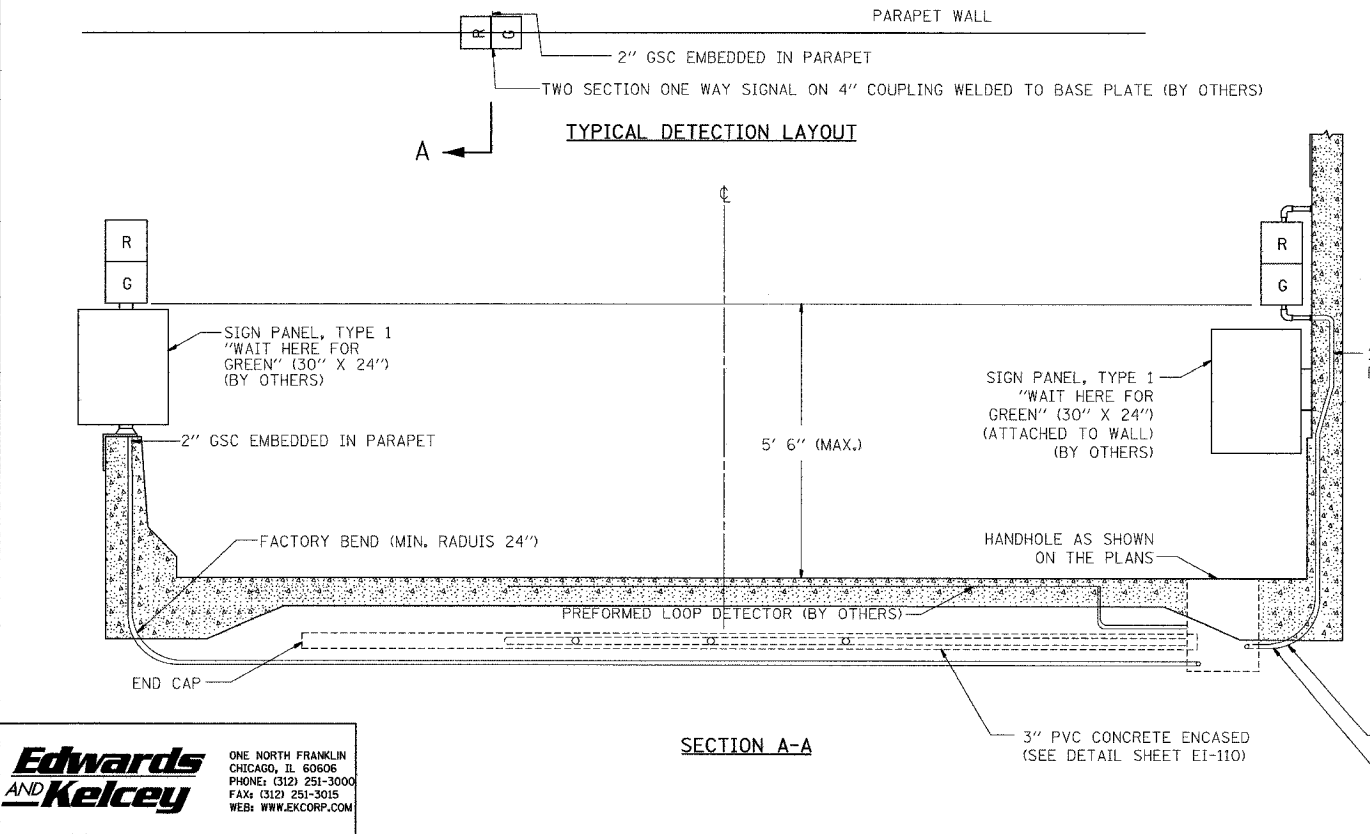 PARAPET WALL
R G
2" GSC EMBEDDED IN PARAPET
TWO SECTION ONE WAY SIGNAL ON 4" COUPLING WELDED TO BASE PLATE (BY OTHERS)
TYPICAL DETECTION LAYOUT
A
℄
R
G
R
G
SIGN PANEL, TYPE 1
"WAIT HERE FOR
GREEN" (30" X 24")
(BY OTHERS)
SIGN PANEL, TYPE 1
"WAIT HERE FOR
GREEN" (30" X 24")
(ATTACHED TO WALL)
(BY OTHERS)
2" GSC EMBEDDED IN PARAPET
5' 6" (MAX.)
FACTORY BEND (MIN. RADUIS 24")
HANDHOLE AS SHOWN
ON THE PLANS
PREFORMED LOOP DETECTOR (BY OTHERS)
END CAP
3" PVC CONCRETE ENCASED
(SEE DETAIL SHEET EI-110)
SECTION A-A
Edwards
AND Kelcey
ONE NORTH FRANKLIN
CHICAGO, IL 60606
PHONE: (312) 251-3000
FAX: (312) 251-3015
WEB: WWW.EKCORP.COM